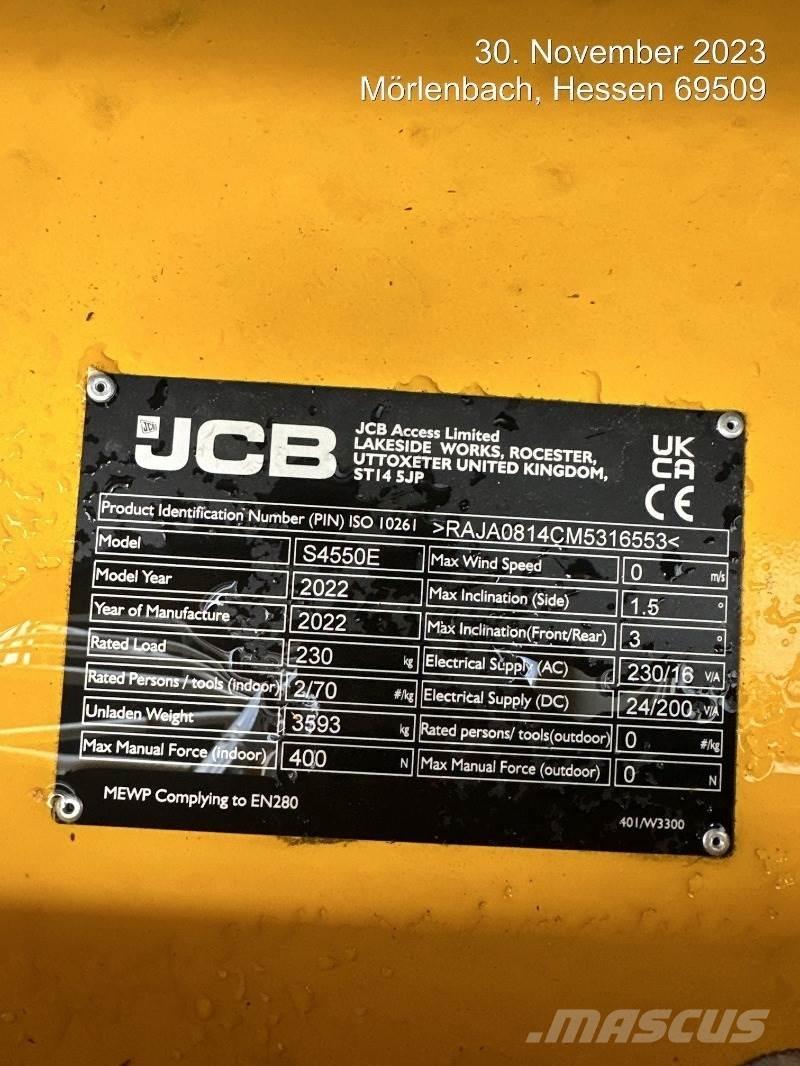 30. November 2023
Mörlenbach, Hessen 69509
JCB
JCB Access Limited
LAKESIDE WORKS, ROCESTER,
UTTOXETER UNITED KINGDOM,
ST14 5JP
UK
CA
CE
Product Identification Number (PIN) ISO 10261 >RAJA0814CM5316553<
Model S4550E Max Wind Speed 0 m/s
Model Year 2022 Max Inclination (Side) 1.5 °
Year of Manufacture 2022 Max Inclination(Front/Rear) 3 °
Rated Load 230 kg Electrical Supply (AC) 230/16 V/A
Rated Persons / tools (indoor) 2/70 #/kg Electrical Supply (DC) 24/200 V/A
Unladen Weight 3593 kg Rated persons/ tools(outdoor) 0 #/kg
Max Manual Force (indoor) 400 N Max Manual Force (outdoor) 0 N
MEWP Complying to EN280
401/W3300
MASCUS